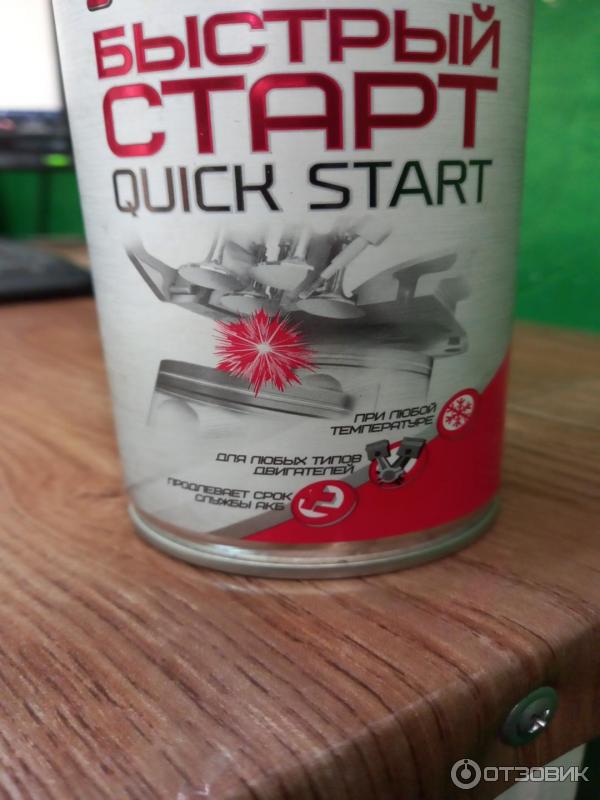 БЫСТРЫЙ
СТАРТ
QUICK START
ПРИ ЛЮБОЙ
ТЕМПЕРАТУРЕ
ДЛЯ ЛЮБЫХ ТИПОВ
ДВИГАТЕЛЕЙ
ПРОДЛЕВАЕТ СРОК
СЛУЖБЫ АКБ
ОТЗОВИК